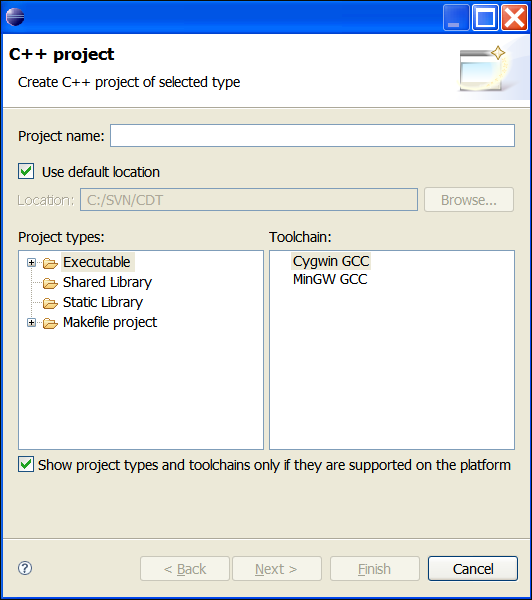 C++ project
Create C++ project of selected type
Project name:
Use default location
Location: C:/SVN/CDT Browse...
Project types: Toolchain:
Executable Cygwin GCC
Shared Library MinGW GCC
Static Library
Makefile project
Show project types and toolchains only if they are supported on the platform
? < Back Next > Finish Cancel